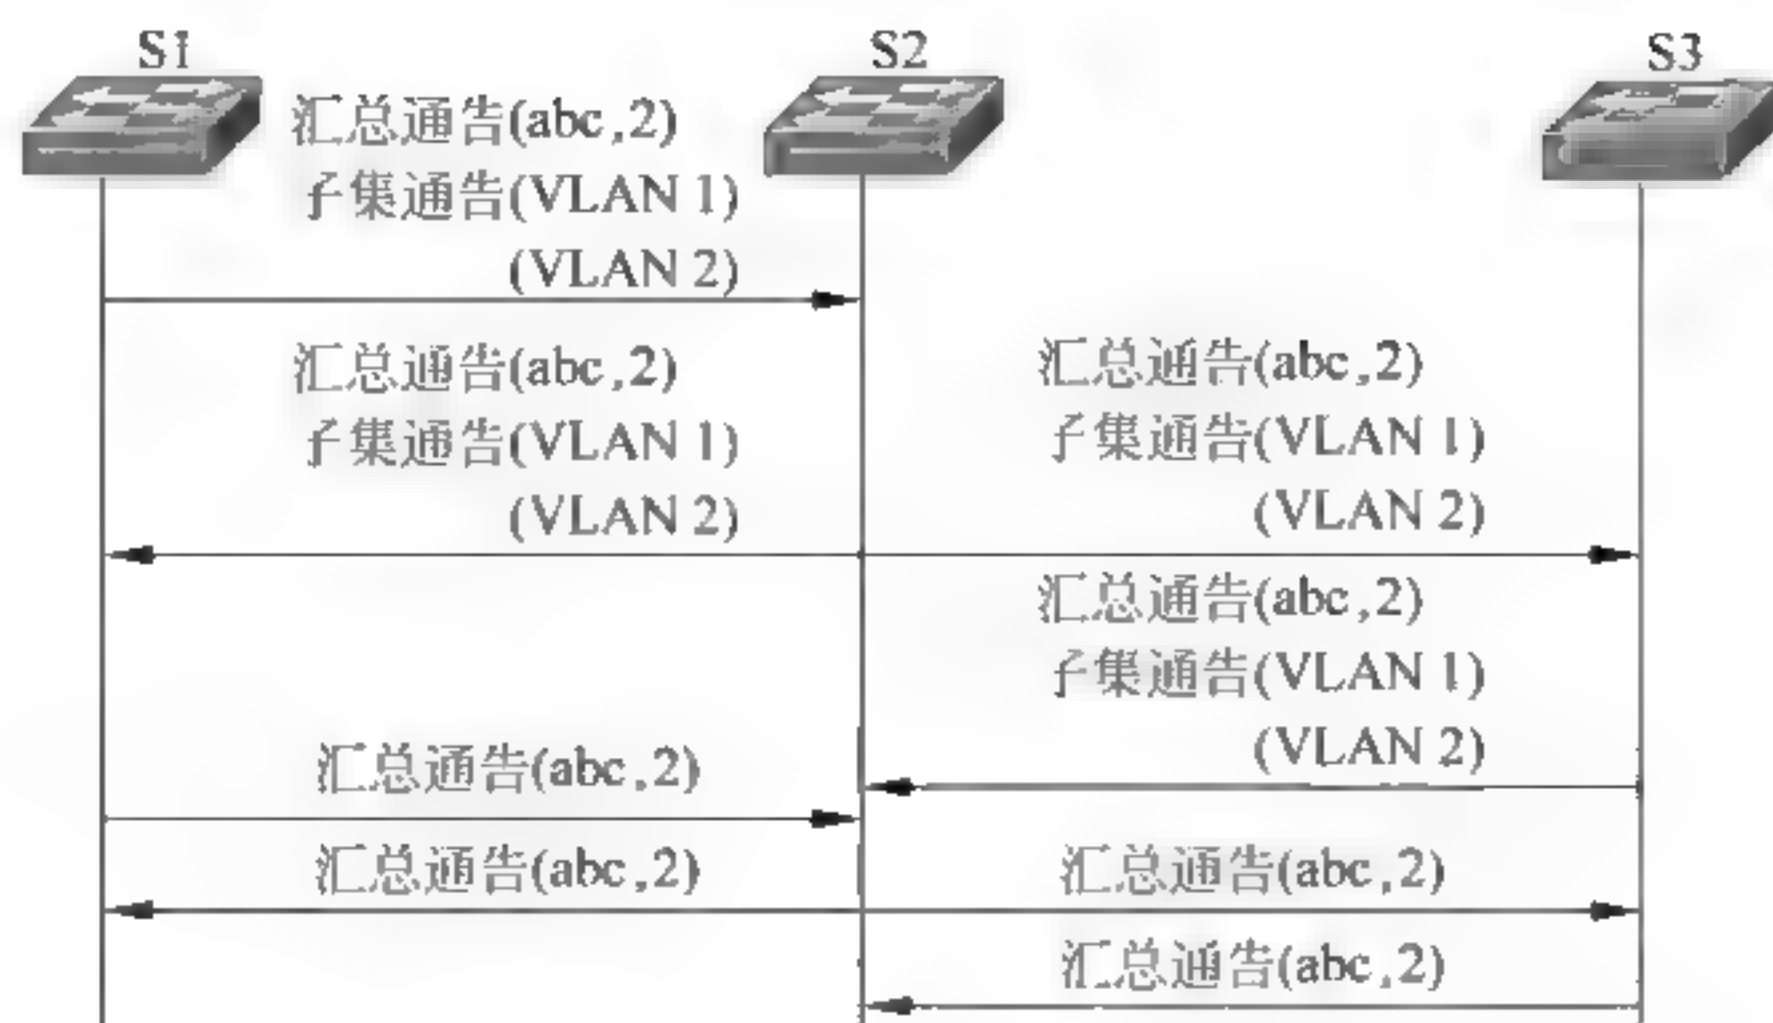 S1
S2
S3
汇总通告(abc,2)
子集通告(VLAN 1)
(VLAN 2)
汇总通告(abc,2)
子集通告(VLAN 1)
(VLAN 2)
汇总通告(abc,2)
子集通告(VLAN 1)
(VLAN 2)
汇总通告(abc,2)
子集通告(VLAN 1)
(VLAN 2)
汇总通告(abc,2)
汇总通告(abc,2)
汇总通告(abc,2)
汇总通告(abc,2)